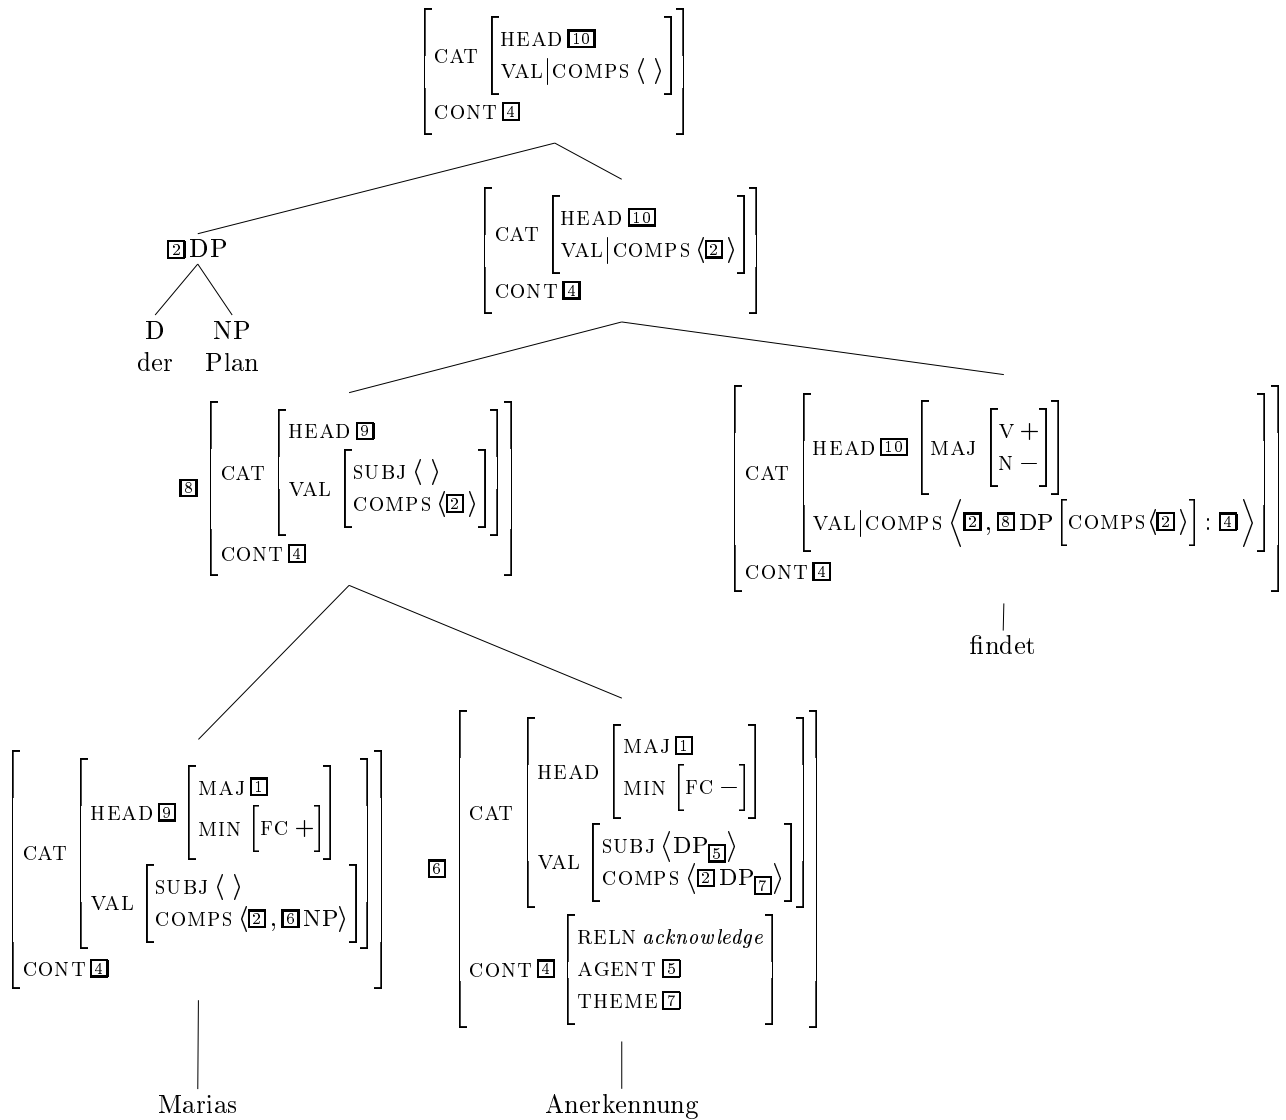 HEAD 10
CAT
VAL|COMPS ⟨ ⟩
CONT 4
HEAD 10
CAT
VAL|COMPS ⟨2⟩
CONT 4
2 DP
D NP
der Plan
HEAD 9
8 CAT
SUBJ ⟨ ⟩
VAL
COMPS ⟨2⟩
CONT 4
V +
HEAD 10 MAJ
N −
CAT
VAL|COMPS ⟨2, 8 DP [COMPS⟨2⟩] : 4⟩
CONT 4
findet
MAJ 1
HEAD 9
MIN [FC +]
CAT
SUBJ ⟨ ⟩
VAL
COMPS ⟨2, 6 NP⟩
CONT 4
Marias
MAJ 1
HEAD
MIN [FC −]
CAT
SUBJ ⟨DP5⟩
VAL
COMPS ⟨2 DP7⟩
6
RELN acknowledge
CONT 4 AGENT 5
THEME 7
Anerkennung